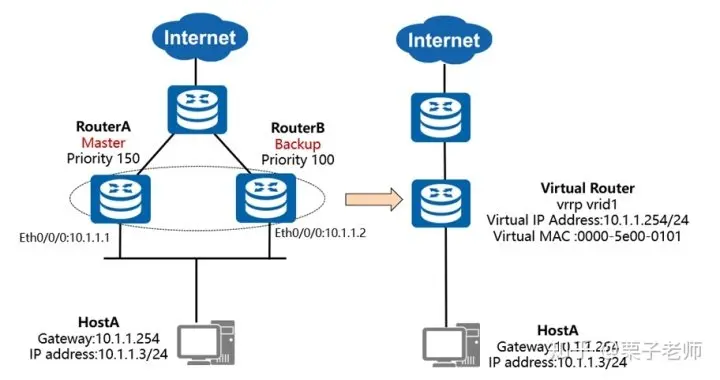 Internet
RouterA
Master
Priority 150
RouterB
Backup
Priority 100
Eth0/0/0:10.1.1.1
Eth0/0/0:10.1.1.2
HostA
Gateway:10.1.1.254
IP address:10.1.1.3/24
Internet
Virtual Router
vrrp vrid1
Virtual IP Address:10.1.1.254/24
Virtual MAC :0000-5e00-0101
HostA
Gateway:10.1.1.254
IP address:10.1.1.3/24
知乎 @栗子老师